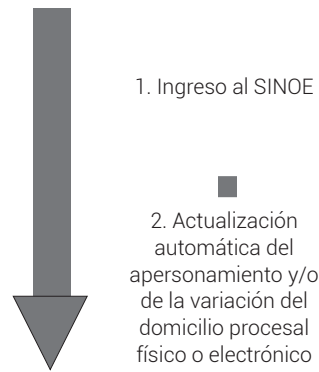 1. Ingreso al SINOE
2. Actualización
automática del
apersonamiento y/o
de la variación del
domicilio procesal
físico o electrónico